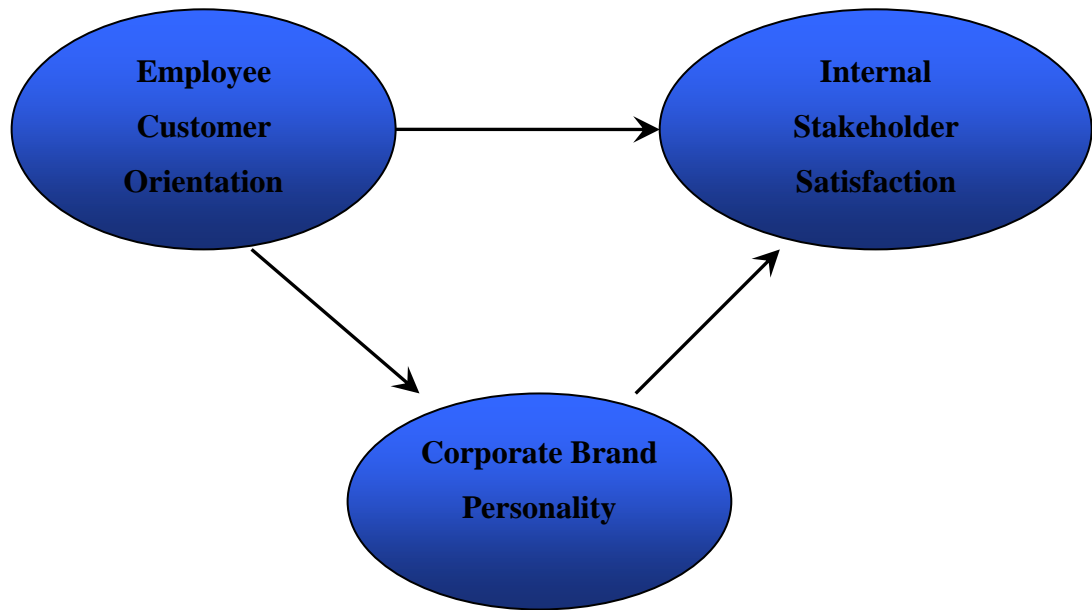 Employee
Customer
Orientation
Internal
Stakeholder
Satisfaction
Corporate Brand
Personality